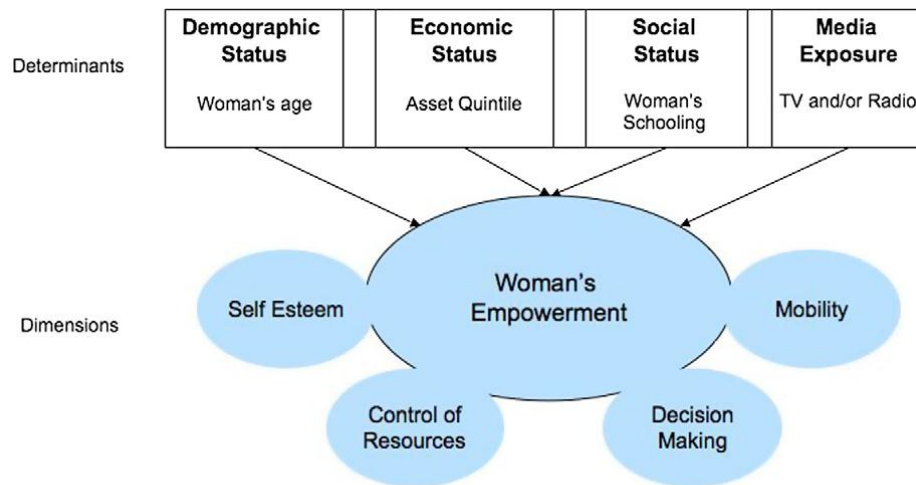 Demographic
Status
Economic
Status
Social
Status
Media
Exposure
Determinants
Woman's age
Asset Quintile
Woman's
Schooling
TV and/or Radio
Woman’s
Empowerment
Self Esteem
Mobility
Dimensions
Control of
Resources
Decision
Making